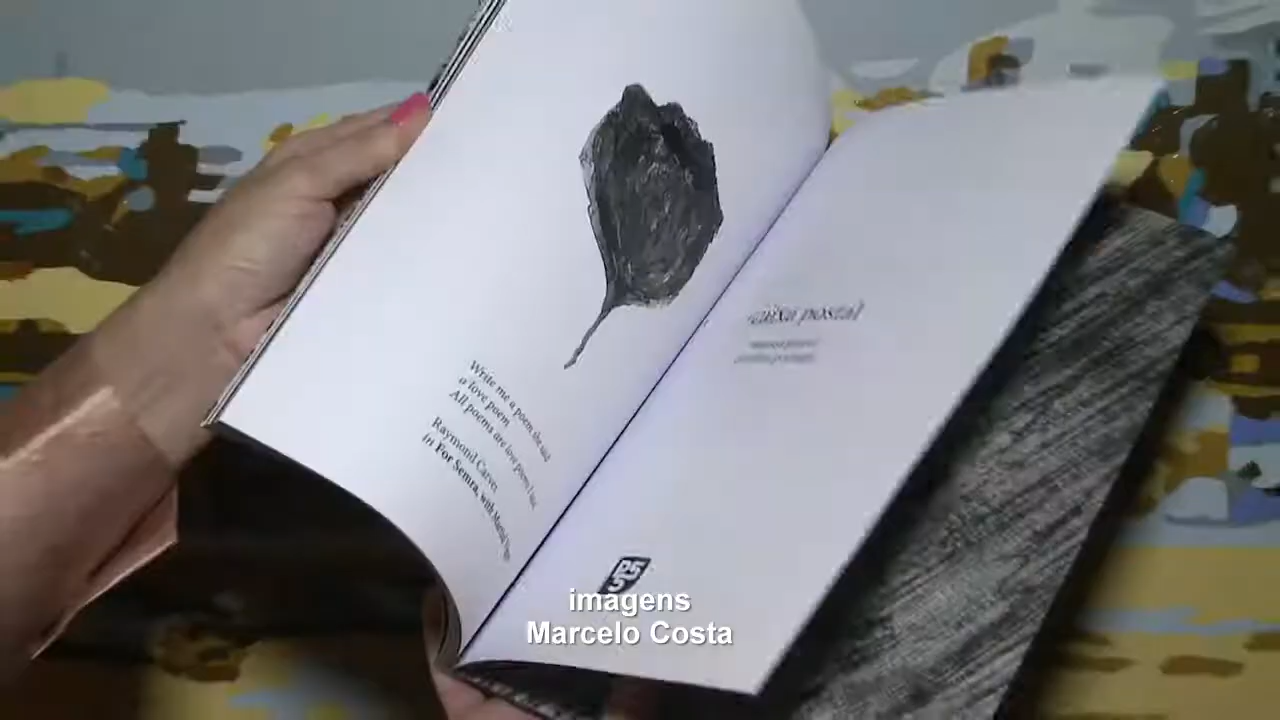 Write me a poem she said
a love poem
All poems are love poems I said
Raymond Carver
in For Semra, with Martial
caixa postal
imagens
Marcelo Costa